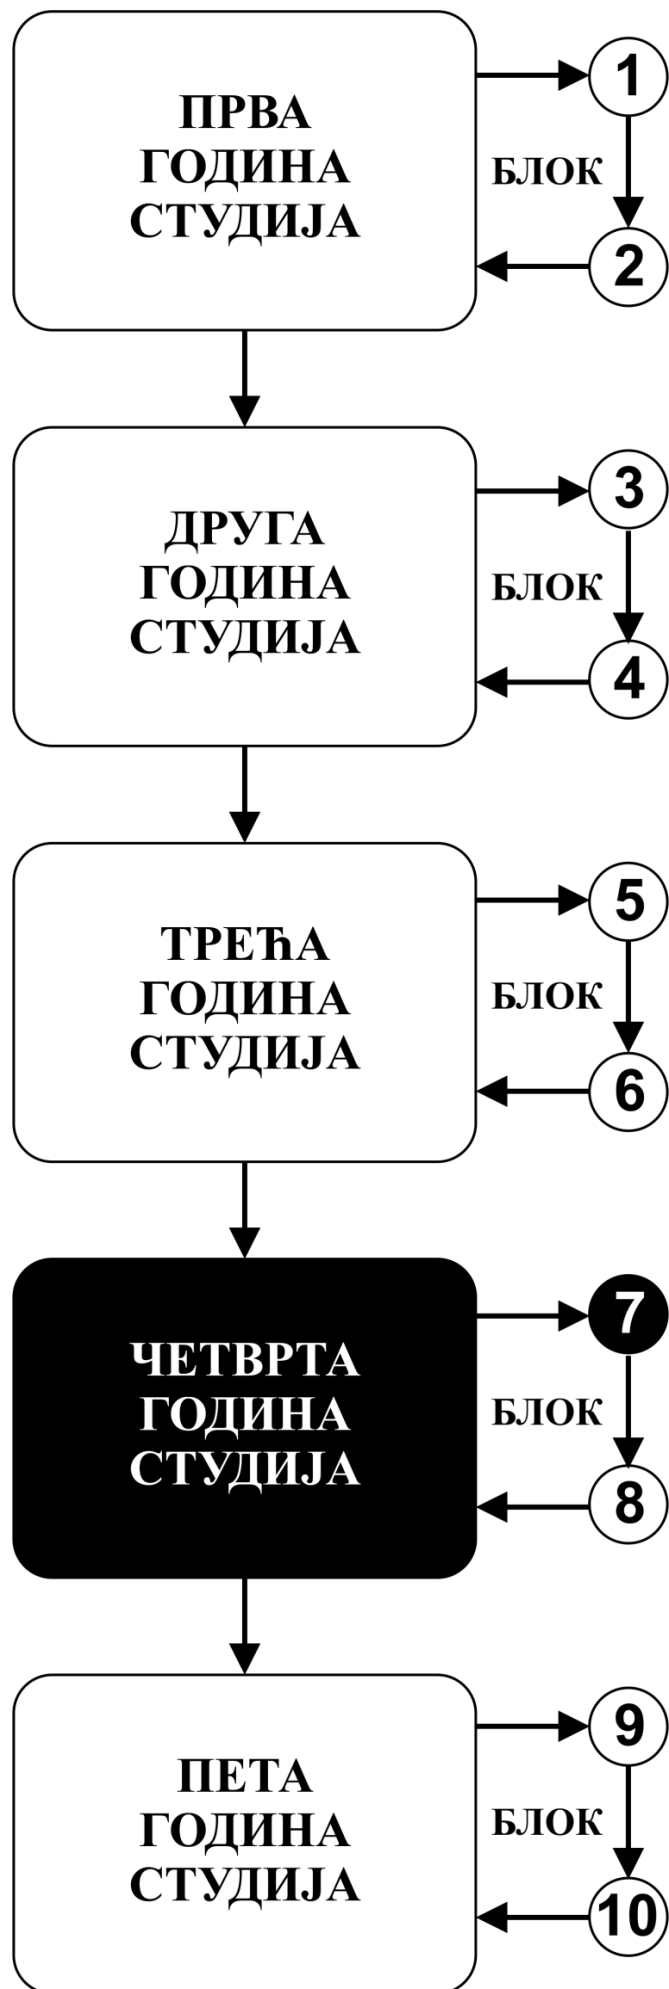 ПРВА
ГОДИНА
СТУДИЈА
1
БЛОК
2
ДРУГА
ГОДИНА
СТУДИЈА
3
БЛОК
4
ТРЕЋА
ГОДИНА
СТУДИЈА
5
БЛОК
6
ЧЕТВРТА
ГОДИНА
СТУДИЈА
7
БЛОК
8
ПЕТА
ГОДИНА
СТУДИЈА
9
БЛОК
10